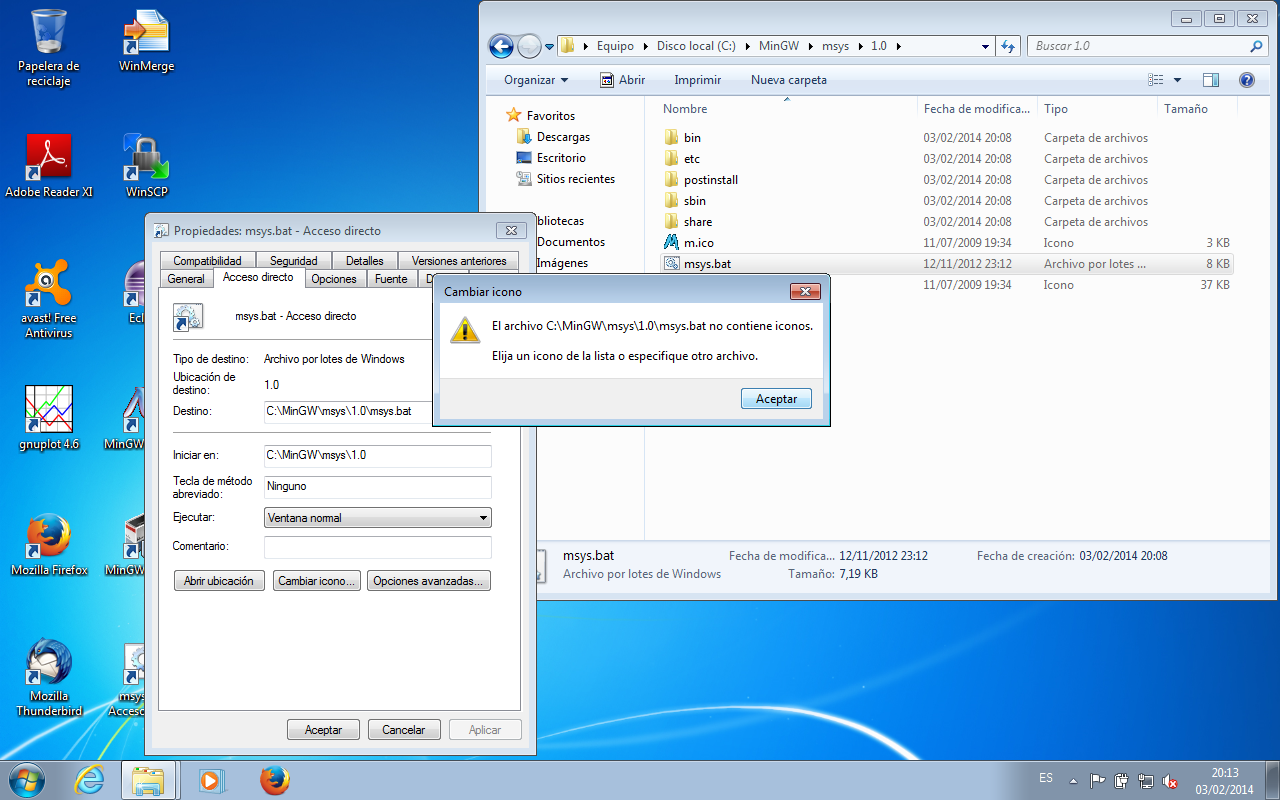 Papelera de
reciclaje
WinMerge
Adobe Reader XI
WinSCP
avast! Free
Antivirus
Ecl
gnuplot 4.6
MinGW
Mozilla Firefox
MinGW
Mozilla
Thunderbird
msys
Acceso
Equipo Disco local (C:) MinGW msys 1.0
Buscar 1.0
Organizar Abrir Imprimir Nueva carpeta
Favoritos
Descargas
Escritorio
Sitios recientes
bliotecas
Documentos
Imágenes
Nombre Fecha de modifica... Tipo Tamaño
bin 03/02/2014 20:08 Carpeta de archivos
etc 03/02/2014 20:08 Carpeta de archivos
postinstall 03/02/2014 20:08 Carpeta de archivos
sbin 03/02/2014 20:08 Carpeta de archivos
share 03/02/2014 20:08 Carpeta de archivos
m.ico 11/07/2009 19:34 Icono 3 KB
msys.bat 12/11/2012 23:12 Archivo por lotes ... 8 KB
11/07/2009 19:34 Icono 37 KB
msys.bat Fecha de modifica... 12/11/2012 23:12 Fecha de creación: 03/02/2014 20:08
Archivo por lotes de Windows Tamaño: 7,19 KB
Propiedades: msys.bat - Acceso directo
Compatibilidad Seguridad Detalles Versiones anteriores
General Acceso directo Opciones Fuente D
msys.bat - Acceso directo
Tipo de destino: Archivo por lotes de Windows
Ubicación de
destino: 1.0
Destino: C:\MinGW\msys\1.0\msys.bat
Iniciar en: C:\MinGW\msys\1.0
Tecla de método
abreviado: Ninguno
Ejecutar: Ventana normal
Comentario:
Abrir ubicación Cambiar icono... Opciones avanzadas...
Aceptar Cancelar Aplicar
Cambiar icono
El archivo C:\MinGW\msys\1.0\msys.bat no contiene iconos.
Elija un icono de la lista o especifique otro archivo.
Aceptar
ES
20:13
03/02/2014